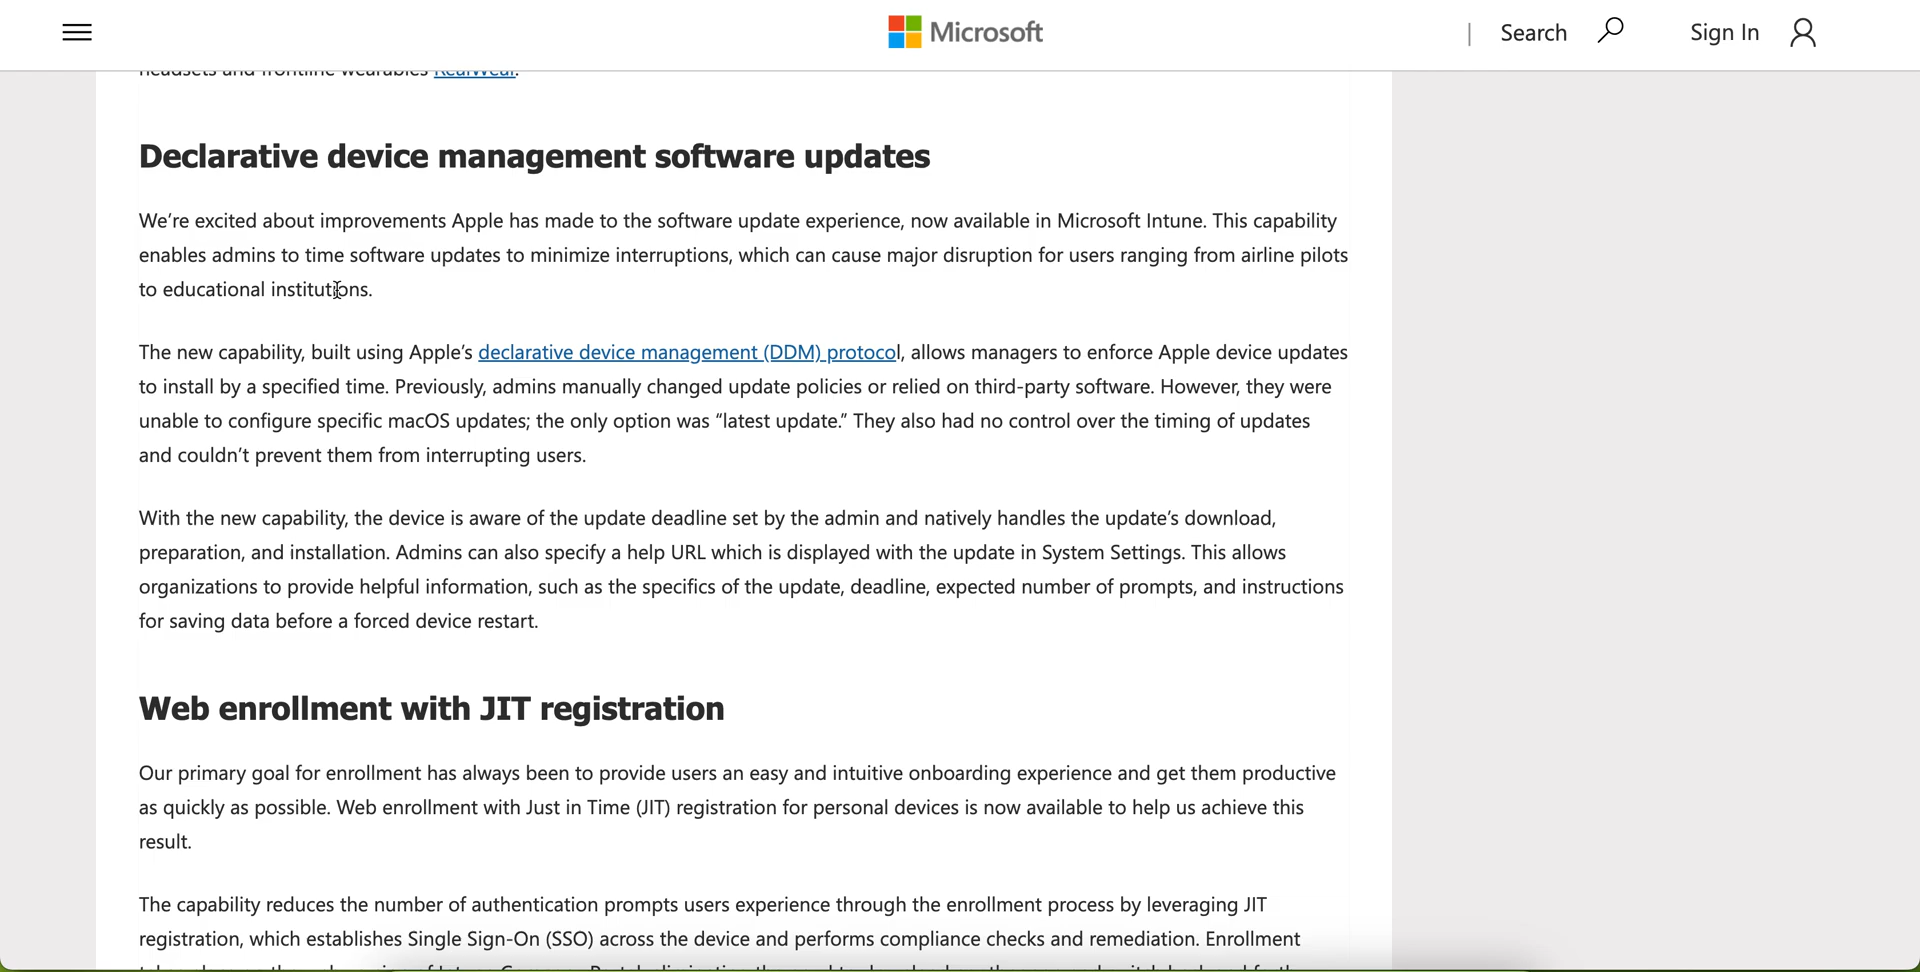 Microsoft
|
Search
Sign In
headsets and frontline wearables RealWear.
Declarative device management software updates
We’re excited about improvements Apple has made to the software update experience, now available in Microsoft Intune. This capability
enables admins to time software updates to minimize interruptions, which can cause major disruption for users ranging from airline pilots
to educational institutions.
The new capability, built using Apple’s declarative device management (DDM) protocol, allows managers to enforce Apple device updates
to install by a specified time. Previously, admins manually changed update policies or relied on third-party software. However, they were
unable to configure specific macOS updates; the only option was “latest update.” They also had no control over the timing of updates
and couldn’t prevent them from interrupting users.
With the new capability, the device is aware of the update deadline set by the admin and natively handles the update’s download,
preparation, and installation. Admins can also specify a help URL which is displayed with the update in System Settings. This allows
organizations to provide helpful information, such as the specifics of the update, deadline, expected number of prompts, and instructions
for saving data before a forced device restart.
Web enrollment with JIT registration
Our primary goal for enrollment has always been to provide users an easy and intuitive onboarding experience and get them productive
as quickly as possible. Web enrollment with Just in Time (JIT) registration for personal devices is now available to help us achieve this
result.
The capability reduces the number of authentication prompts users experience through the enrollment process by leveraging JIT
registration, which establishes Single Sign-On (SSO) across the device and performs compliance checks and remediation. Enrollment